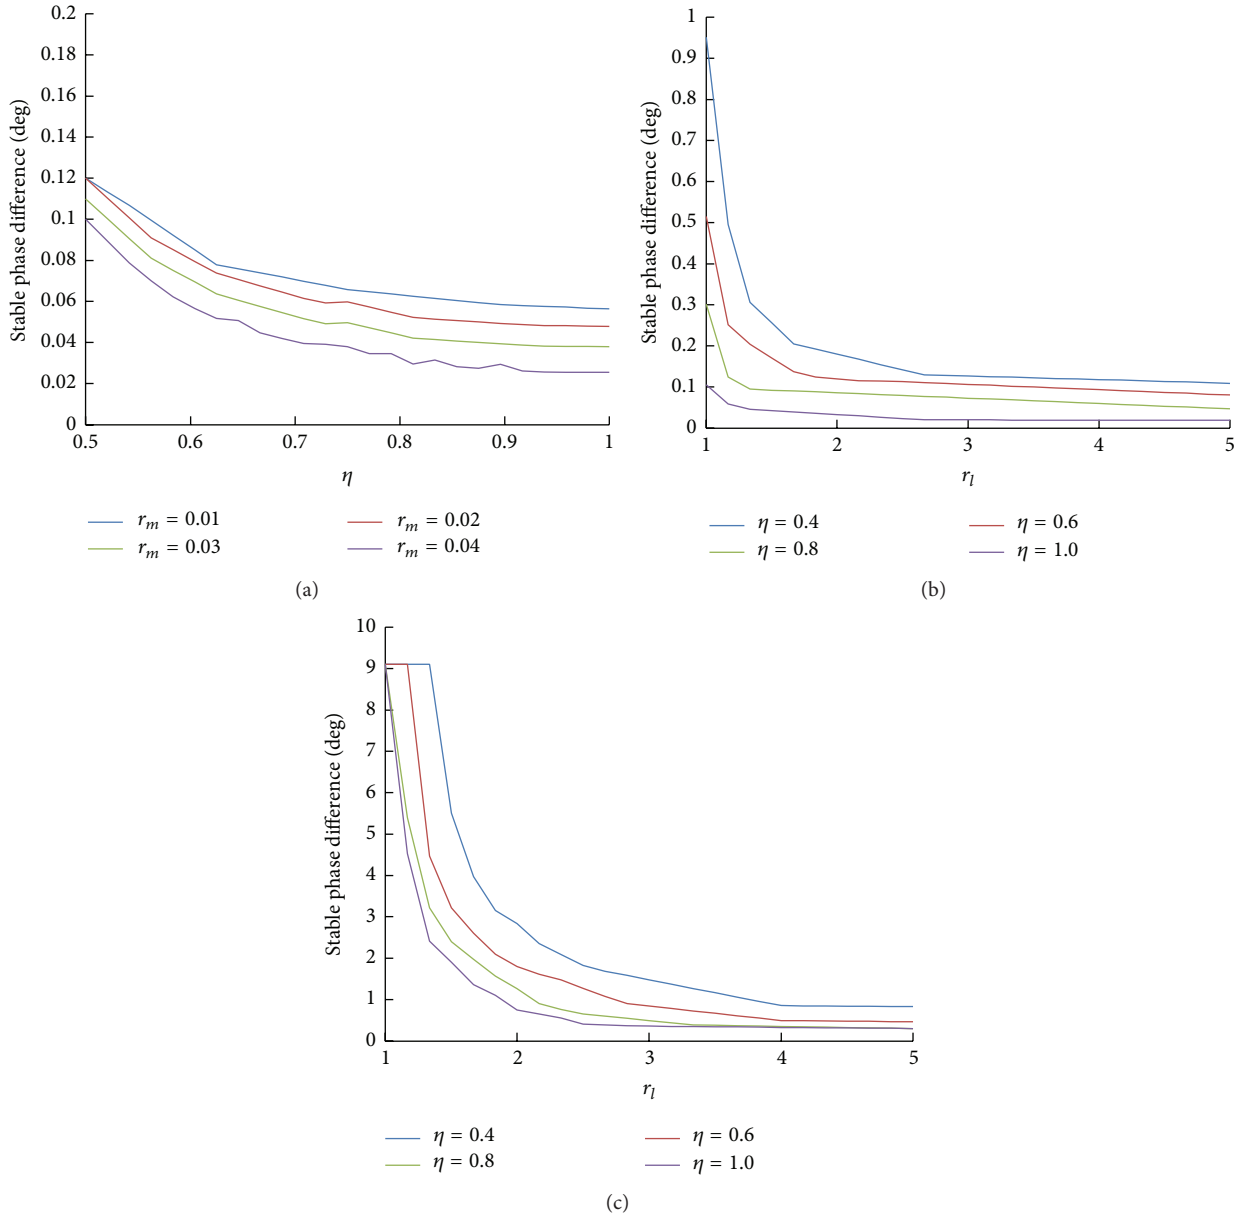 0.2
0.18
0.16
0.14
0.12
0.1
0.08
0.06
0.04
0.02
0
Stable phase difference (deg)
0.5 0.6 0.7 0.8 0.9 1
η
r_m = 0.01 r_m = 0.02
r_m = 0.03 r_m = 0.04
(a)
1
0.9
0.8
0.7
0.6
0.5
0.4
0.3
0.2
0.1
0
Stable phase difference (deg)
1 2 3 4 5
r_l
η = 0.4 η = 0.6
η = 0.8 η = 1.0
(b)
10
9
8
7
6
5
4
3
2
1
0
Stable phase difference (deg)
1 2 3 4 5
r_l
η = 0.4 η = 0.6
η = 0.8 η = 1.0
(c)